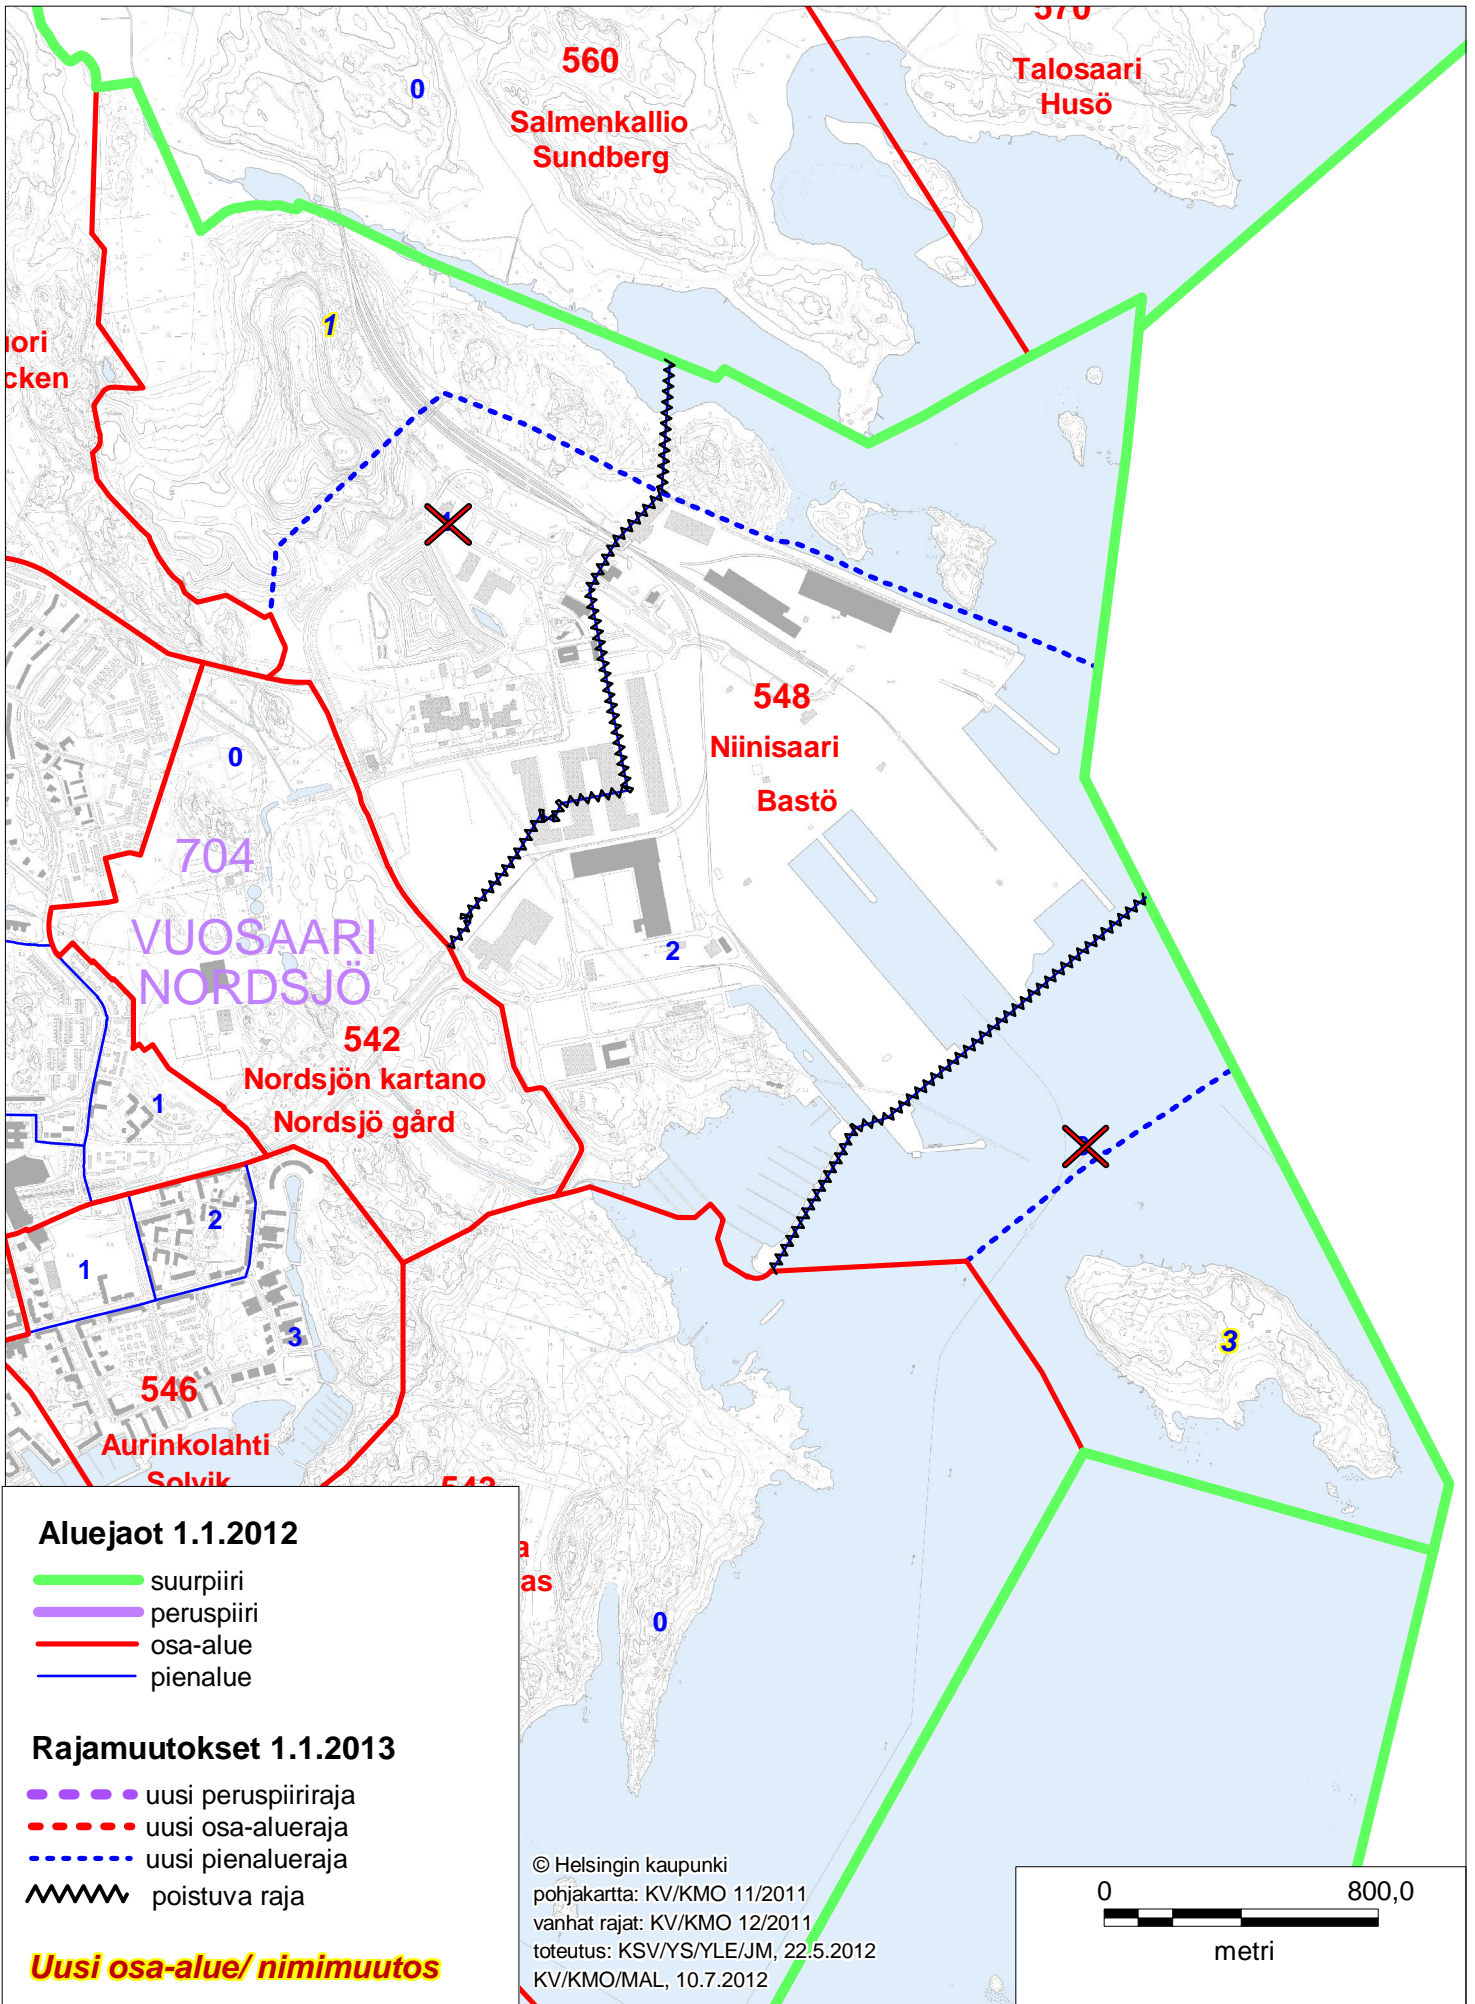 570
Talosaari
Husö
560
Salmenkallio
Sundberg
0
1
uori
cken
548
Niinisaari
Bastö
0
704
VUOSAARI
NORDSJÖ
2
542
Nordsjön kartano
Nordsjö gård
1
2
1
3
3
546
Aurinkolahti
Solvik
543
a
as
0
Aluejaot 1.1.2012
suurpiiri
peruspiiri
osa-alue
pienalue
Rajamuutokset 1.1.2013
uusi peruspiiriraja
uusi osa-alueraja
uusi pienalueraja
poistuva raja
Uusi osa-alue/ nimimuutos
© Helsingin kaupunki
pohjakartta: KV/KMO 11/2011
vanhat rajat: KV/KMO 12/2011
toteutus: KSV/YS/YLE/JM, 22.5.2012
KV/KMO/MAL, 10.7.2012
0 800,0
metri